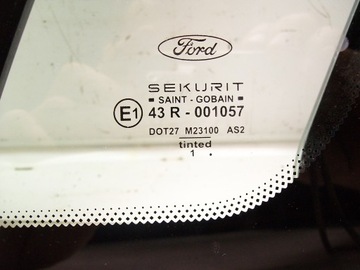 Ford
SEKURIT
SAINT - GOBAIN
E1 43 R - 001057
DOT27 M23100 AS2
tinted
1 .